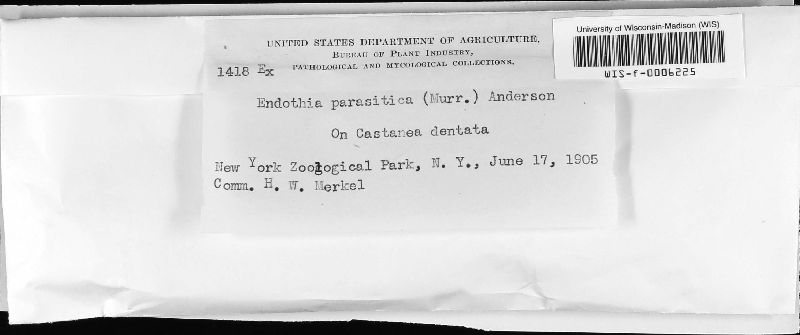 UNITED STATES DEPARTMENT OF AGRICULTURE,
BUREAU OF PLANT INDUSTRY,
PATHOLOGICAL AND MYCOLOGICAL COLLECTIONS.
1418 Ex
Endothia parasitica (Murr.) Anderson
On Castanea dentata
New York Zoological Park, N. Y., June 17, 1905
Comm. H. W. Merkel
University of Wisconsin-Madison (WIS)
WIS-f-0006225